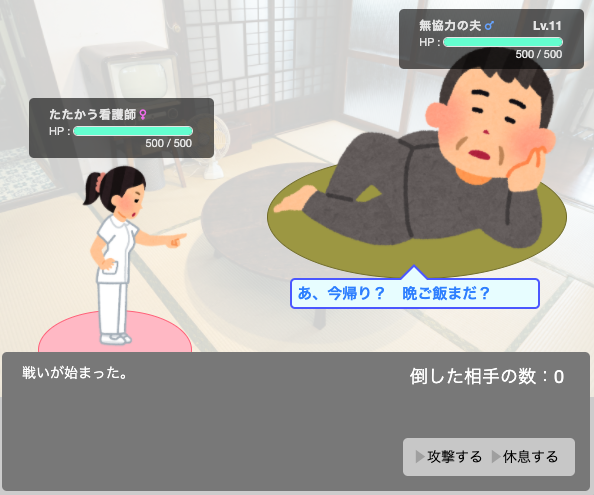 無協力の夫♂ Lv.11
HP :
500 / 500
たたかう看護師♀
HP :
500 / 500
あ、今帰り？　晩ご飯まだ？
戦いが始まった。
倒した相手の数：0
▶攻撃する ▶休息する